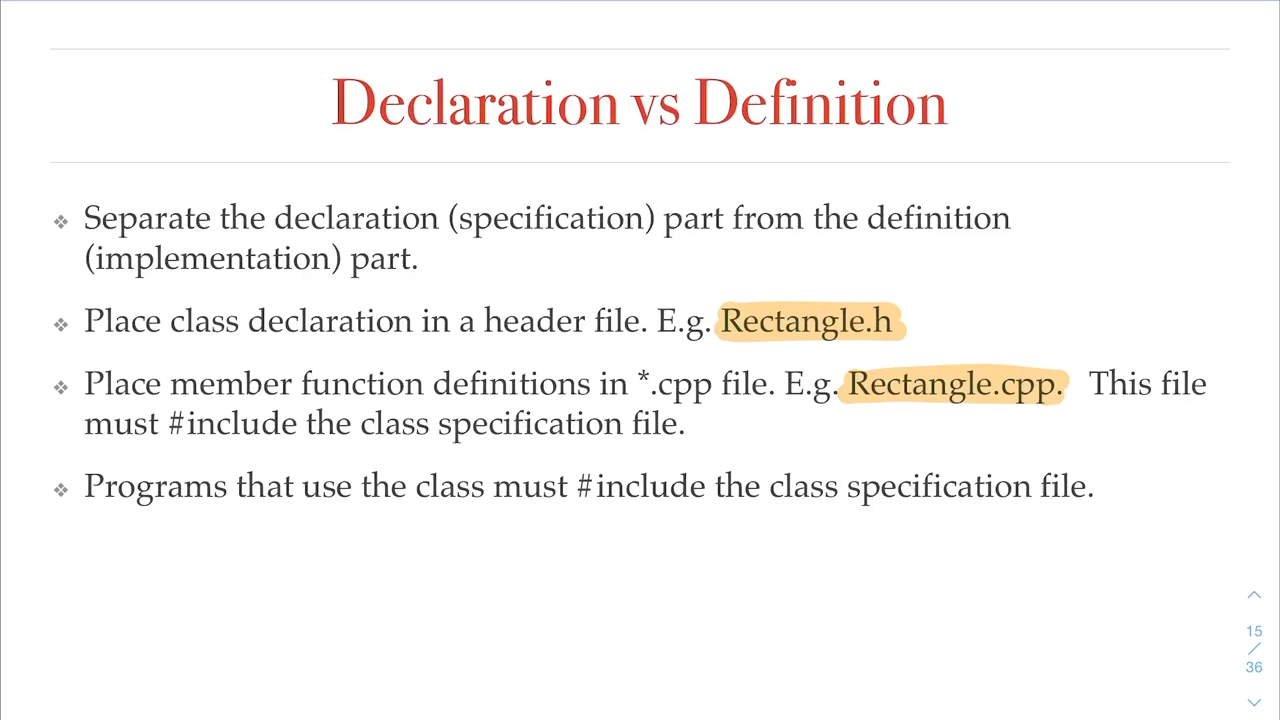 Declaration vs Definition
❖ Separate the declaration (specification) part from the definition
(implementation) part.
❖ Place class declaration in a header file. E.g. Rectangle.h
❖ Place member function definitions in *.cpp file. E.g. Rectangle.cpp. This file
must #include the class specification file.
❖ Programs that use the class must #include the class specification file.
15
/
36